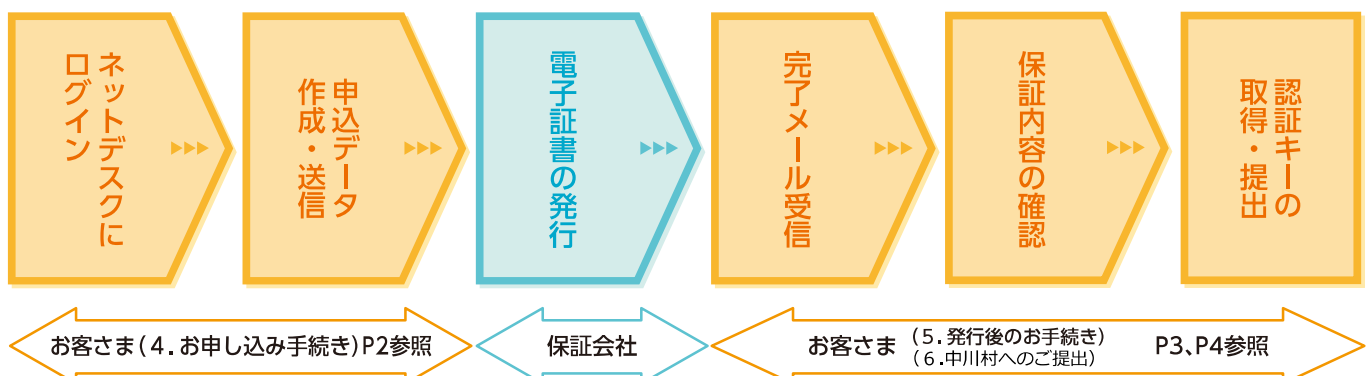 ネットデスクに
ログイン
申込データ
作成・送信
電子証書の発行
完了メール受信
保証内容の確認
認証キーの
取得・提出
お客さま(4.お申し込み手続き)P2参照
保証会社
お客さま (5.発行後のお手続き) P3、P4参照
(6.中川村へのご提出)